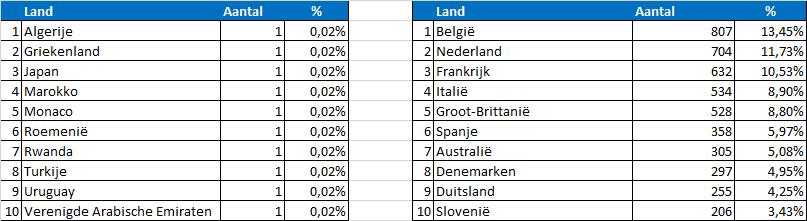 Land Aantal % Land Aantal %
1 Algerije 1 0,02% 1 België 807 13,45%
2 Griekenland 1 0,02% 2 Nederland 704 11,73%
3 Japan 1 0,02% 3 Frankrijk 632 10,53%
4 Marokko 1 0,02% 4 Italië 534 8,90%
5 Monaco 1 0,02% 5 Groot-Brittanië 528 8,80%
6 Roemenië 1 0,02% 6 Spanje 358 5,97%
7 Rwanda 1 0,02% 7 Australië 305 5,08%
8 Turkije 1 0,02% 8 Denemarken 297 4,95%
9 Uruguay 1 0,02% 9 Duitsland 255 4,25%
10 Verenigde Arabische Emiraten 1 0,02% 10 Slovenië 206 3,43%